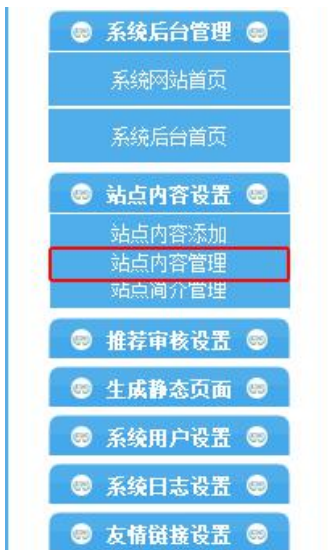 系统后台管理
系统网站首页
系统后台首页
站点内容设置
站点内容添加
站点内容管理
站点简介管理
推荐审核设置
生成静态页面
系统用户设置
系统日志设置
友情链接设置